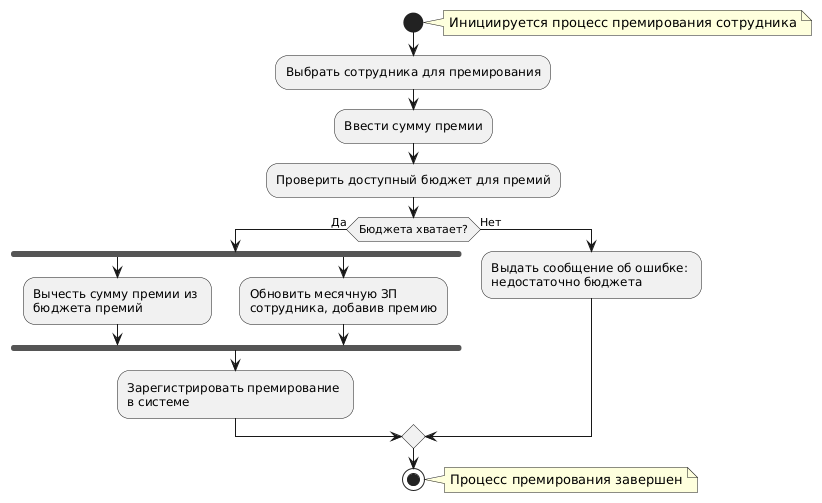 Инициируется процесс премирования сотрудника
Выбрать сотрудника для премирования
Ввести сумму премии
Проверить доступный бюджет для премий
Да
Бюджета хватает?
Нет
Вычесть сумму премии из
бюджета премий
Обновить месячную ЗП
сотрудника, добавив премию
Выдать сообщение об ошибке:
недостаточно бюджета
Зарегистрировать премирование
в системе
Процесс премирования завершен